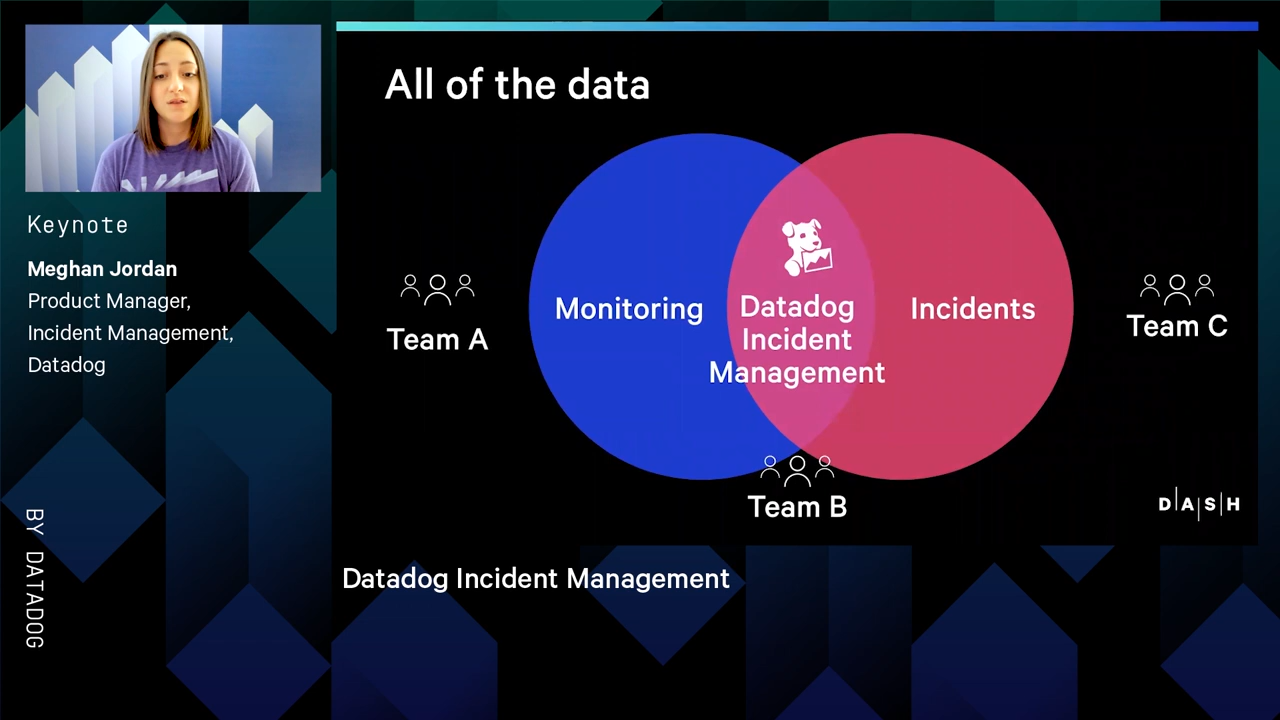 Keynote
Meghan Jordan
Product Manager,
Incident Management,
Datadog
BY DATADOG
All of the data
Monitoring
Datadog
Incident
Management
Incidents
Team A
Team C
Team B
DASH
Datadog Incident Management